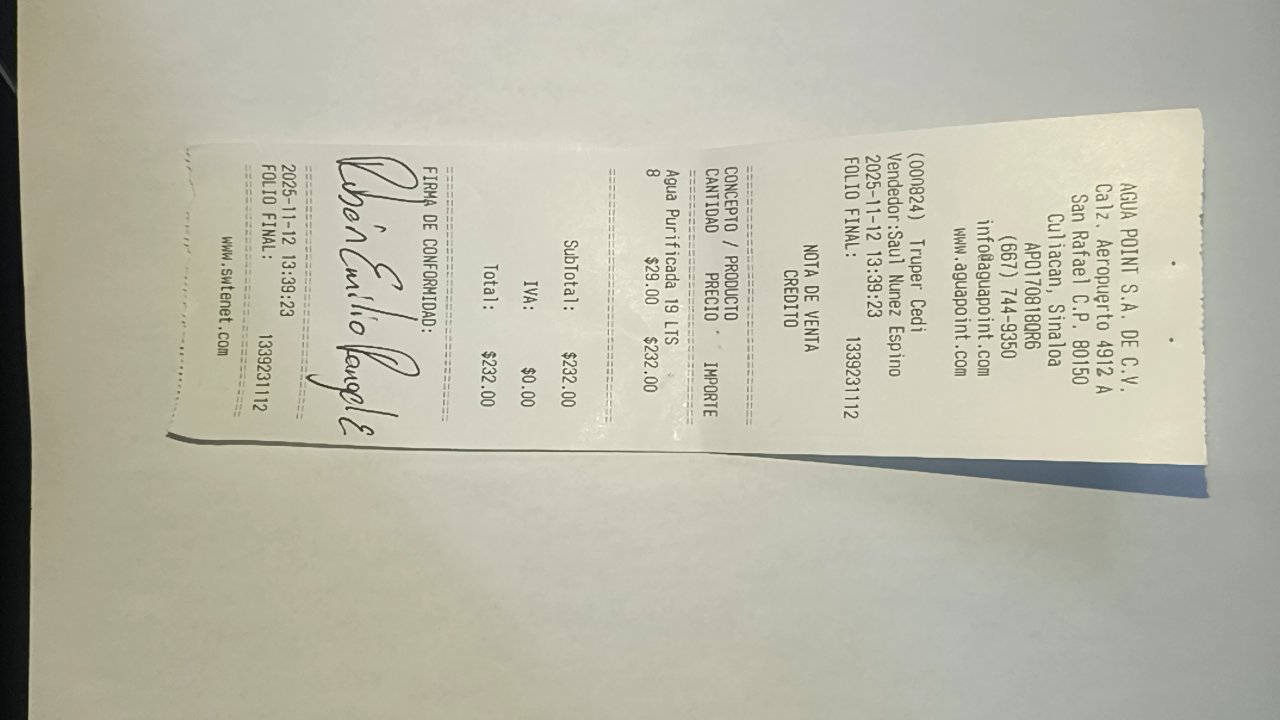 AGUA POINT S.A. DE C.V.
Calz. Aeropuerto 4912 A
San Rafael C.P. 80150
Culiacan, Sinaloa
APO170818QR6
(667) 744-9350
info@aguapoint.com
www.aguapoint.com
(000824) Truper Cedi
Vendedor:Saul Nunez Espino
2025-11-12 13:39:23
FOLIO FINAL: 1339231112
NOTA DE VENTA
CREDITO
CONCEPTO / PRODUCTO
CANTIDAD PRECIO IMPORTE
Agua Purificada 19 LTS
8 $29.00 $232.00
SubTotal: $232.00
IVA: $0.00
Total: $232.00
FIRMA DE CONFORMIDAD:
Rubén Emilio Rangel E
2025-11-12 13:39:23
FOLIO FINAL: 1339231112
www.swtenet.com